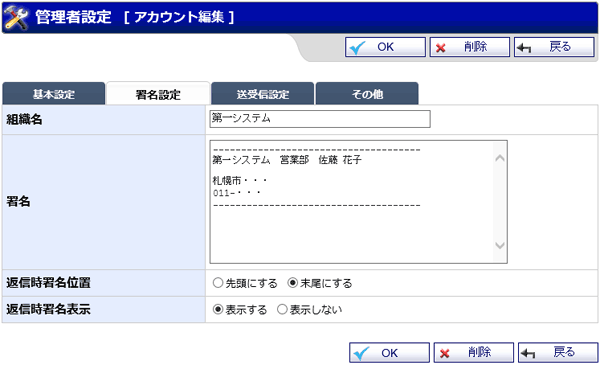 管理者設定 [ アカウント編集 ]
OK 削除 戻る
基本設定 署名設定 送受信設定 その他
組織名 第一システム
署名
--------------------------------------
第一システム　営業部　佐藤 花子
札幌市・・・
011-・・・
--------------------------------------
返信時署名位置 先頭にする 末尾にする
返信時署名表示 表示する 表示しない
OK 削除 戻る